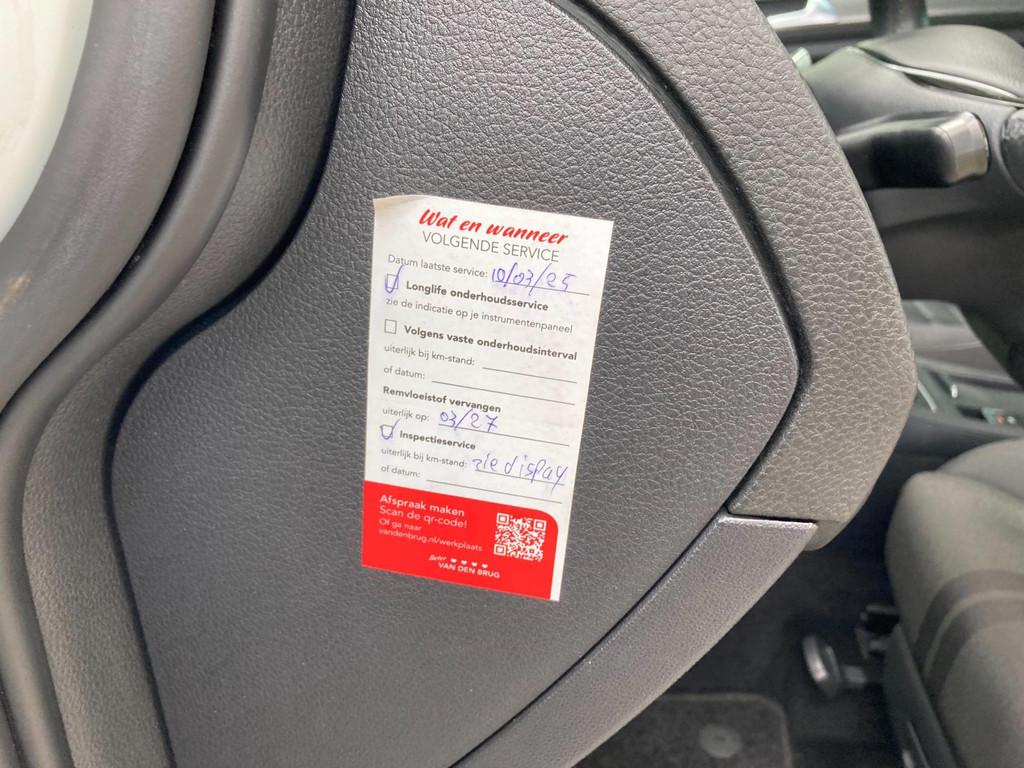 Wat en wanneer
VOLGENDE SERVICE
Datum laatste service: 10/03/25
Longlife onderhoudsservice
zie de indicatie op je instrumentenpaneel
Volgens vaste onderhoudsinterval
uiterlijk bij km-stand:
of datum:
Remvloeistof vervangen
uiterlijk op: 03/27
Inspectieservice
uiterlijk bij km-stand: zie display
of datum:
Afspraak maken
Scan de qr-code!
Of ga naar
vandenbrug.nl/werkplaats
Beter
VAN DEN BRUG